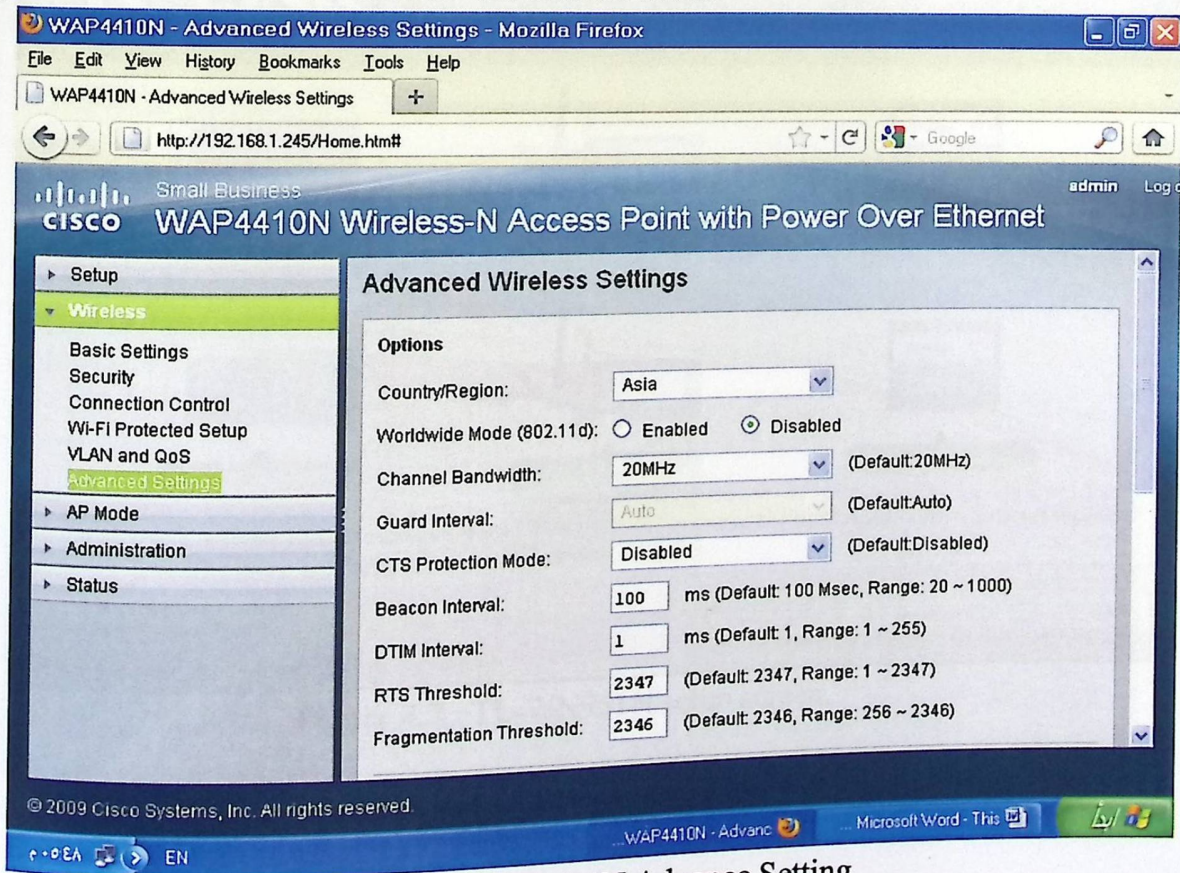 WAP4410N - Advanced Wireless Settings - Mozilla Firefox
File Edit View History Bookmarks Tools Help
WAP4410N - Advanced Wireless Settings
http://192.168.1.245/Home.htm#
Google
Small Business
admin
Log
CISCO
WAP4410N Wireless-N Access Point with Power Over Ethernet
Setup
Wireless
Basic Settings
Security
Connection Control
Wi-Fi Protected Setup
VLAN and QoS
Advanced Settings
AP Mode
Administration
Status
Advanced Wireless Settings
Options
Country/Region: Asia
Worldwide Mode (802.11d): Enabled Disabled
Channel Bandwidth: 20MHz (Default:20MHz)
Guard Interval: Auto (Default:Auto)
CTS Protection Mode: Disabled (Default:Disabled)
Beacon Interval: 100 ms (Default: 100 Msec, Range: 20 ~ 1000)
DTIM Interval: 1 ms (Default: 1, Range: 1 ~ 255)
RTS Threshold: 2347 (Default: 2347, Range: 1 ~ 2347)
Fragmentation Threshold: 2346 (Default: 2346, Range: 256 ~ 2346)
© 2009 Cisco Systems, Inc. All rights reserved.
EN
...WAP4410N - Advanc
... Microsoft Word - This
ابدأ
Advance Setting